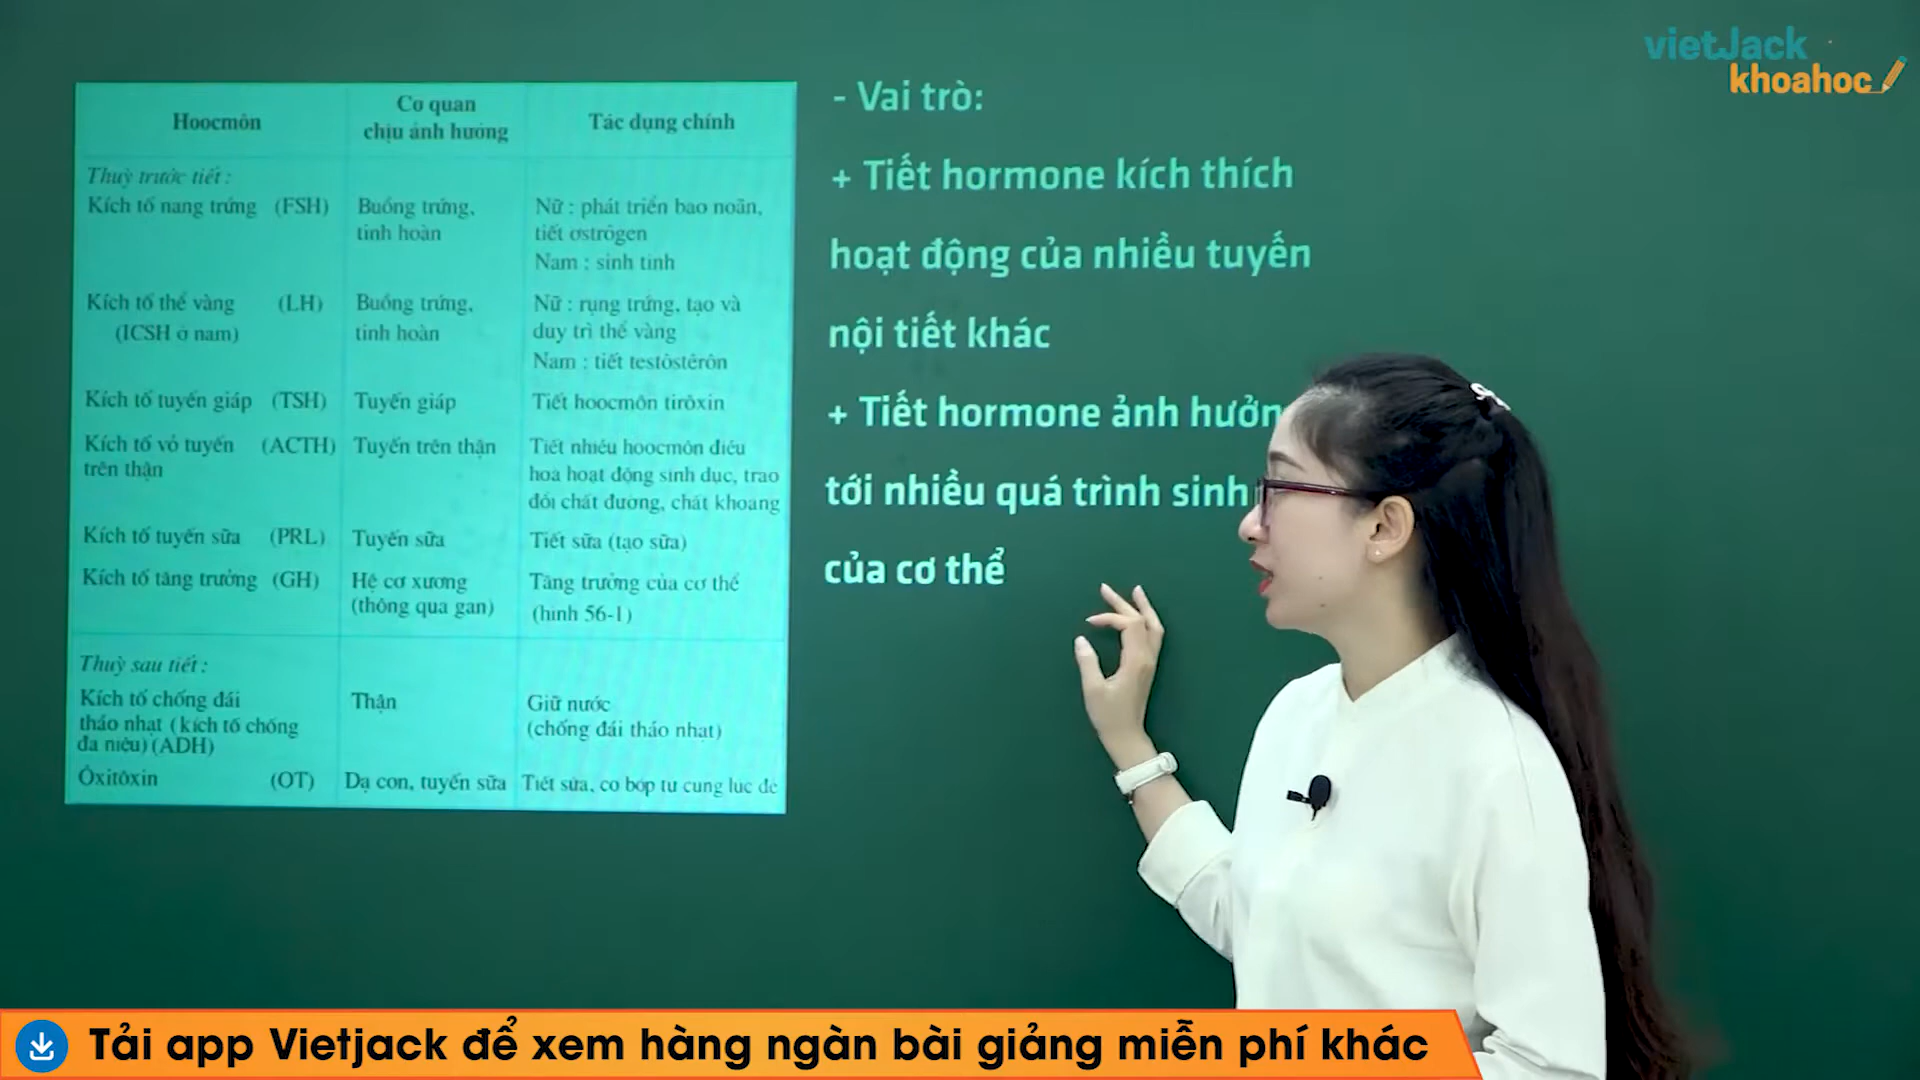 vietJack
khoahoc
Hoocmôn
Cơ quan
chịu ảnh hưởng
Tác dụng chính
Thuỳ trước tiết :
Kích tố nang trứng (FSH)
Buồng trứng,
tinh hoàn
Nữ : phát triển bao noãn,
tiết ơstrôgen
Nam : sinh tinh
Kích tố thể vàng (LH)
(ICSH ở nam)
Buồng trứng,
tinh hoàn
Nữ : rụng trứng, tạo và
duy trì thể vàng
Nam : tiết testôstêrôn
Kích tố tuyến giáp (TSH)
Tuyến giáp
Tiết hoocmôn tirôxin
Kích tố vỏ tuyến (ACTH)
trên thận
Tuyến trên thận
Tiết nhiều hoocmôn điều
hoà hoạt động sinh dục, trao
đổi chất đường, chất khoáng
Kích tố tuyến sữa (PRL)
Tuyến sữa
Tiết sữa (tạo sữa)
Kích tố tăng trưởng (GH)
Hệ cơ xương
(thông qua gan)
Tăng trưởng của cơ thể
(hình 56-1)
Thuỳ sau tiết :
Kích tố chống đái
tháo nhạt (kích tố chống
đa niệu) (ADH)
Thận
Giữ nước
(chống đái tháo nhạt)
Ôxitôxin (OT)
Dạ con, tuyến sữa
Tiết sữa, co bóp tử cung lúc đẻ
- Vai trò:
+ Tiết hormone kích thích
hoạt động của nhiều tuyến
nội tiết khác
+ Tiết hormone ảnh hưởn
tới nhiều quá trình sinh
của cơ thể
Tải app Vietjack để xem hàng ngàn bài giảng miễn phí khác